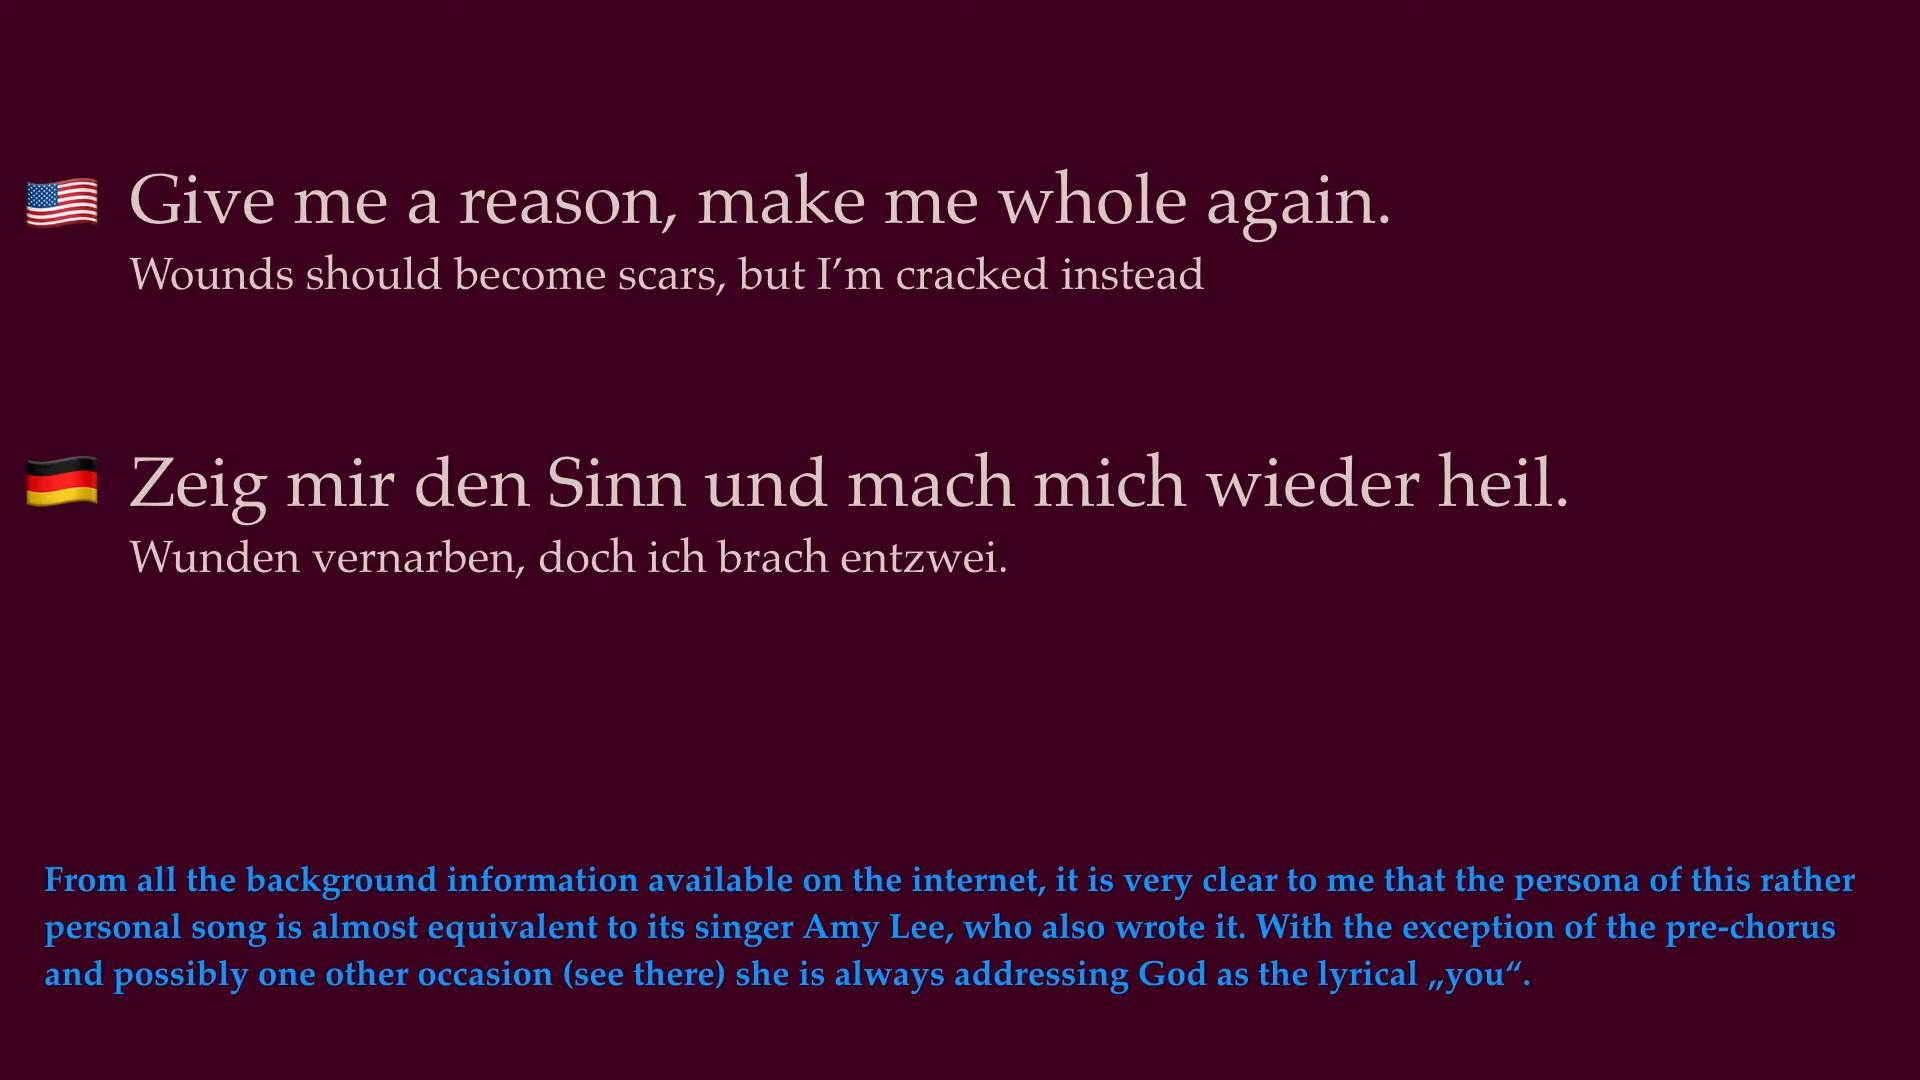 Give me a reason, make me whole again.
Wounds should become scars, but I’m cracked instead
Zeig mir den Sinn und mach mich wieder heil.
Wunden vernarben, doch ich brach entzwei.
From all the background information available on the internet, it is very clear to me that the persona of this rather
personal song is almost equivalent to its singer Amy Lee, who also wrote it. With the exception of the pre-chorus
and possibly one other occasion (see there) she is always addressing God as the lyrical „you“.